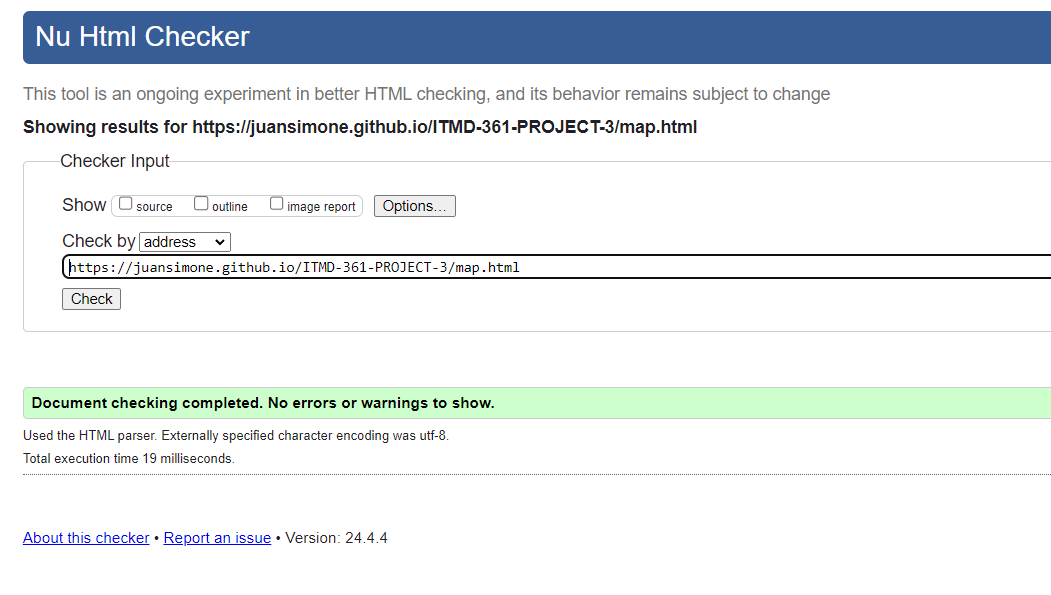 Nu Html Checker
This tool is an ongoing experiment in better HTML checking, and its behavior remains subject to change
Showing results for https://juansimone.github.io/ITMD-361-PROJECT-3/map.html
Checker Input
Show source outline image report Options...
Check by address
https://juansimone.github.io/ITMD-361-PROJECT-3/map.html
Check
Document checking completed. No errors or warnings to show.
Used the HTML parser. Externally specified character encoding was utf-8.
Total execution time 19 milliseconds.
About this checker • Report an issue • Version: 24.4.4